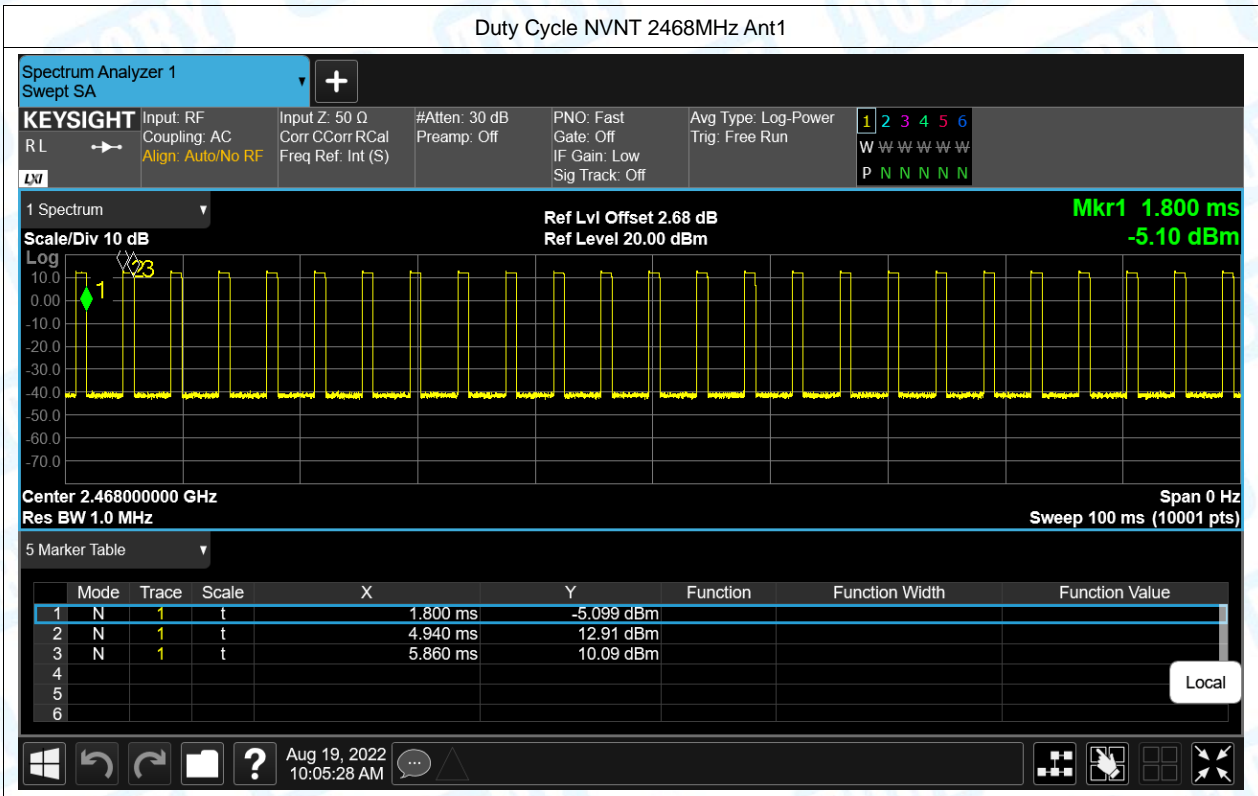 Duty Cycle NVNT 2468MHz Ant1
Spectrum Analyzer 1
Swept SA
KEYSIGHT
RL
LXI
Input: RF
Coupling: AC
Align: Auto/No RF
Input Z: 50 Ω
Corr CCorr RCal
Freq Ref: Int (S)
#Atten: 30 dB
Preamp: Off
PNO: Fast
Gate: Off
IF Gain: Low
Sig Track: Off
Avg Type: Log-Power
Trig: Free Run
1 2 3 4 5 6
W W W W W W
P N N N N N
1 Spectrum
Scale/Div 10 dB
Ref Lvl Offset 2.68 dB
Ref Level 20.00 dBm
Mkr1 1.800 ms
-5.10 dBm
Log
10.0
0.00
-10.0
-20.0
-30.0
-40.0
-50.0
-60.0
-70.0
1
2
3
Center 2.468000000 GHz
Res BW 1.0 MHz
Span 0 Hz
Sweep 100 ms (10001 pts)
5 Marker Table
Mode Trace Scale X Y Function Function Width Function Value
1 N 1 t 1.800 ms -5.099 dBm
2 N 1 t 4.940 ms 12.91 dBm
3 N 1 t 5.860 ms 10.09 dBm
4
5
6
Local
?
Aug 19, 2022
10:05:28 AM